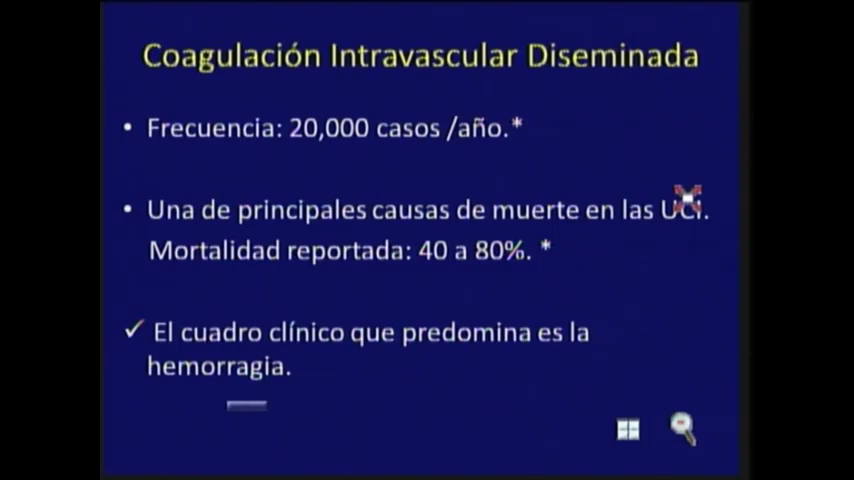 Coagulación Intravascular Diseminada
• Frecuencia: 20,000 casos /año.*
• Una de principales causas de muerte en las UCI.
Mortalidad reportada: 40 a 80%. *
✓ El cuadro clínico que predomina es la
hemorragia.